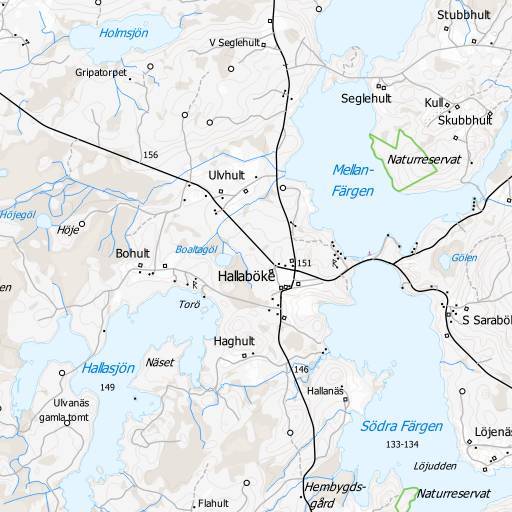 Stubbhult
Holmsjön
V Seglehult
Gripatorpet
Seglehult
Kull
Skubbhult
156
Naturreservat
Mellan-
Färgen
Ulvhult
Höjegöl
Höje
Boaltagöl
Bohult
Gölen
151
Hallaböke
Torö
S Saraböl
Haghult
Näset
Hallasjön
146
149
Ulvanäs
gamla tomt
Hallanäs
Södra Färgen
133-134
Löjenäs
Löjudden
Hembygds-
gård
Naturreservat
Flahult